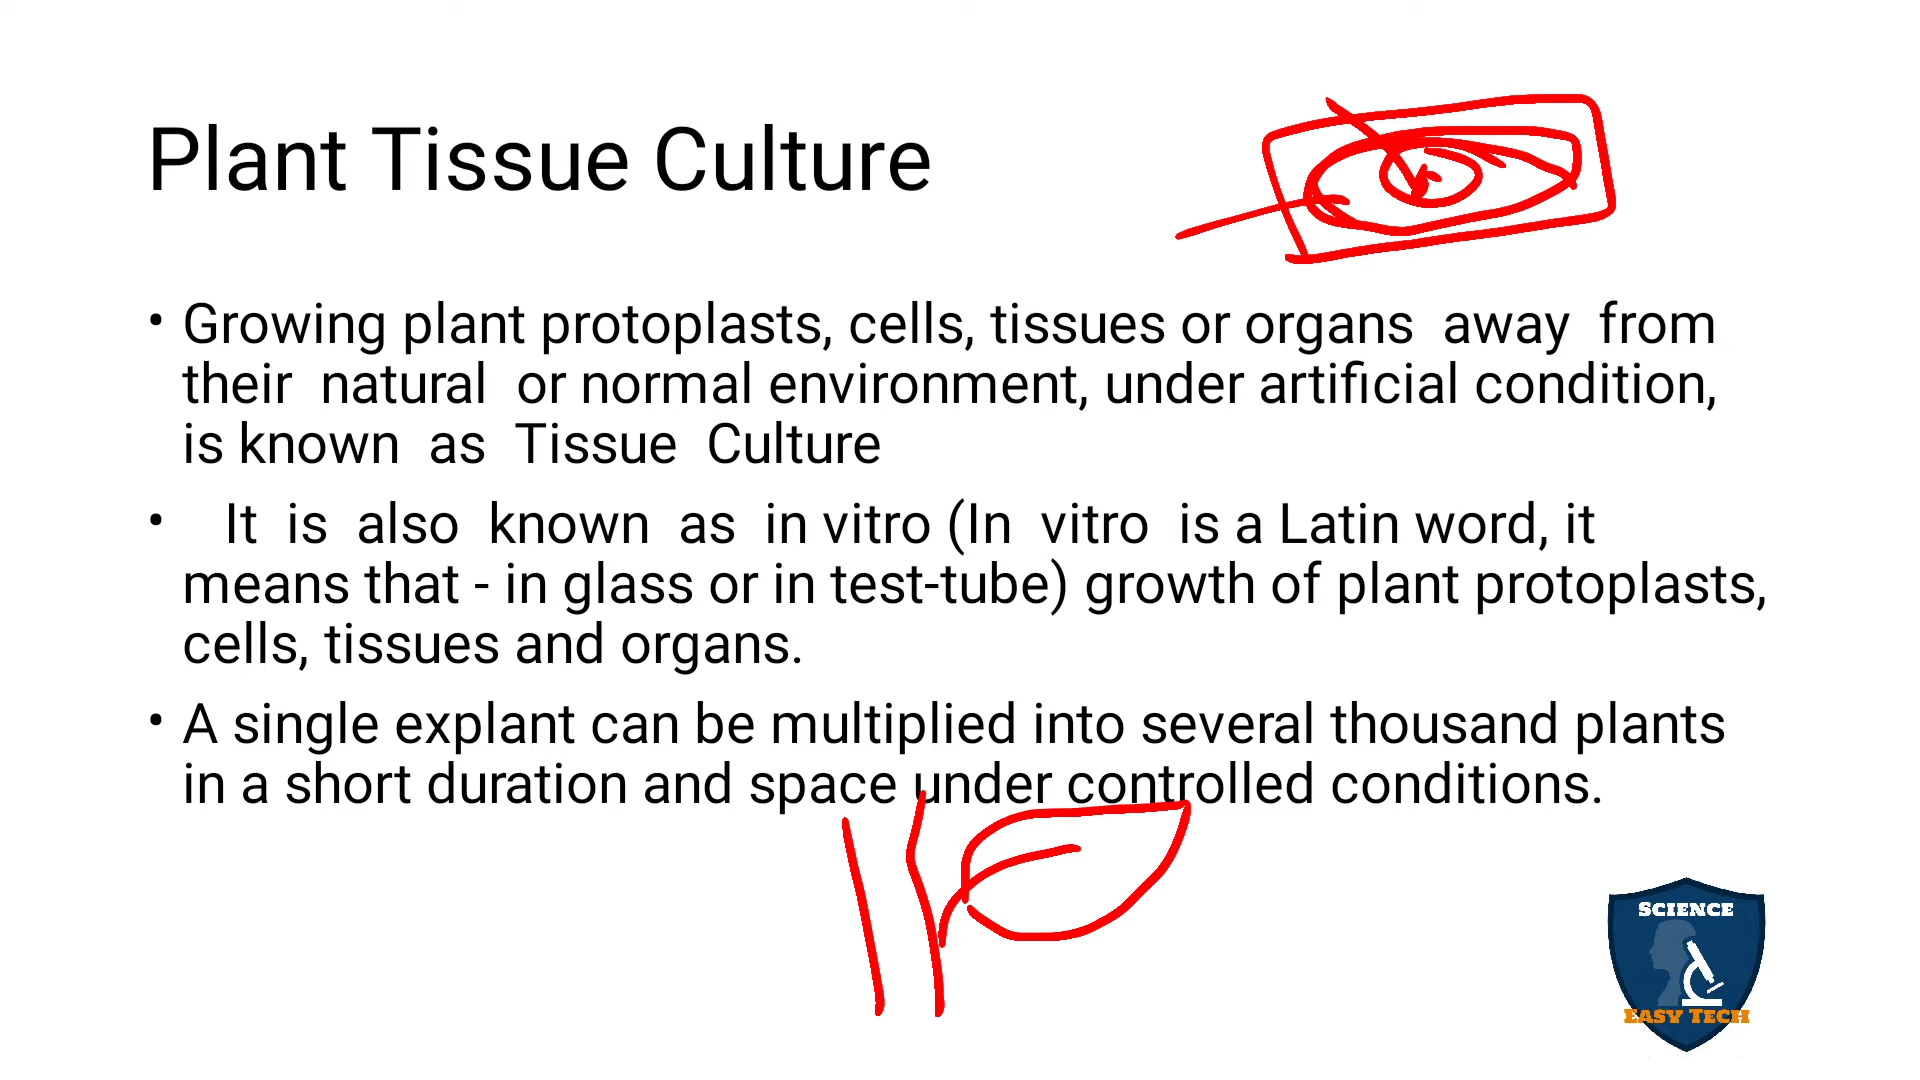 Plant Tissue Culture
• Growing plant protoplasts, cells, tissues or organs away from
their natural or normal environment, under artificial condition,
is known as Tissue Culture
• It is also known as in vitro (In vitro is a Latin word, it
means that - in glass or in test-tube) growth of plant protoplasts,
cells, tissues and organs.
• A single explant can be multiplied into several thousand plants
in a short duration and space under controlled conditions.
SCIENCE
EASY TECH